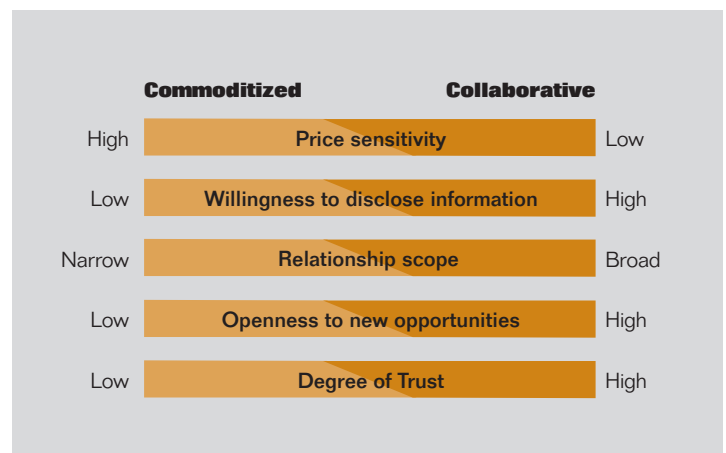 Commoditized Collaborative
High Price sensitivity Low
Low Willingness to disclose information High
Narrow Relationship scope Broad
Low Openness to new opportunities High
Low Degree of Trust High